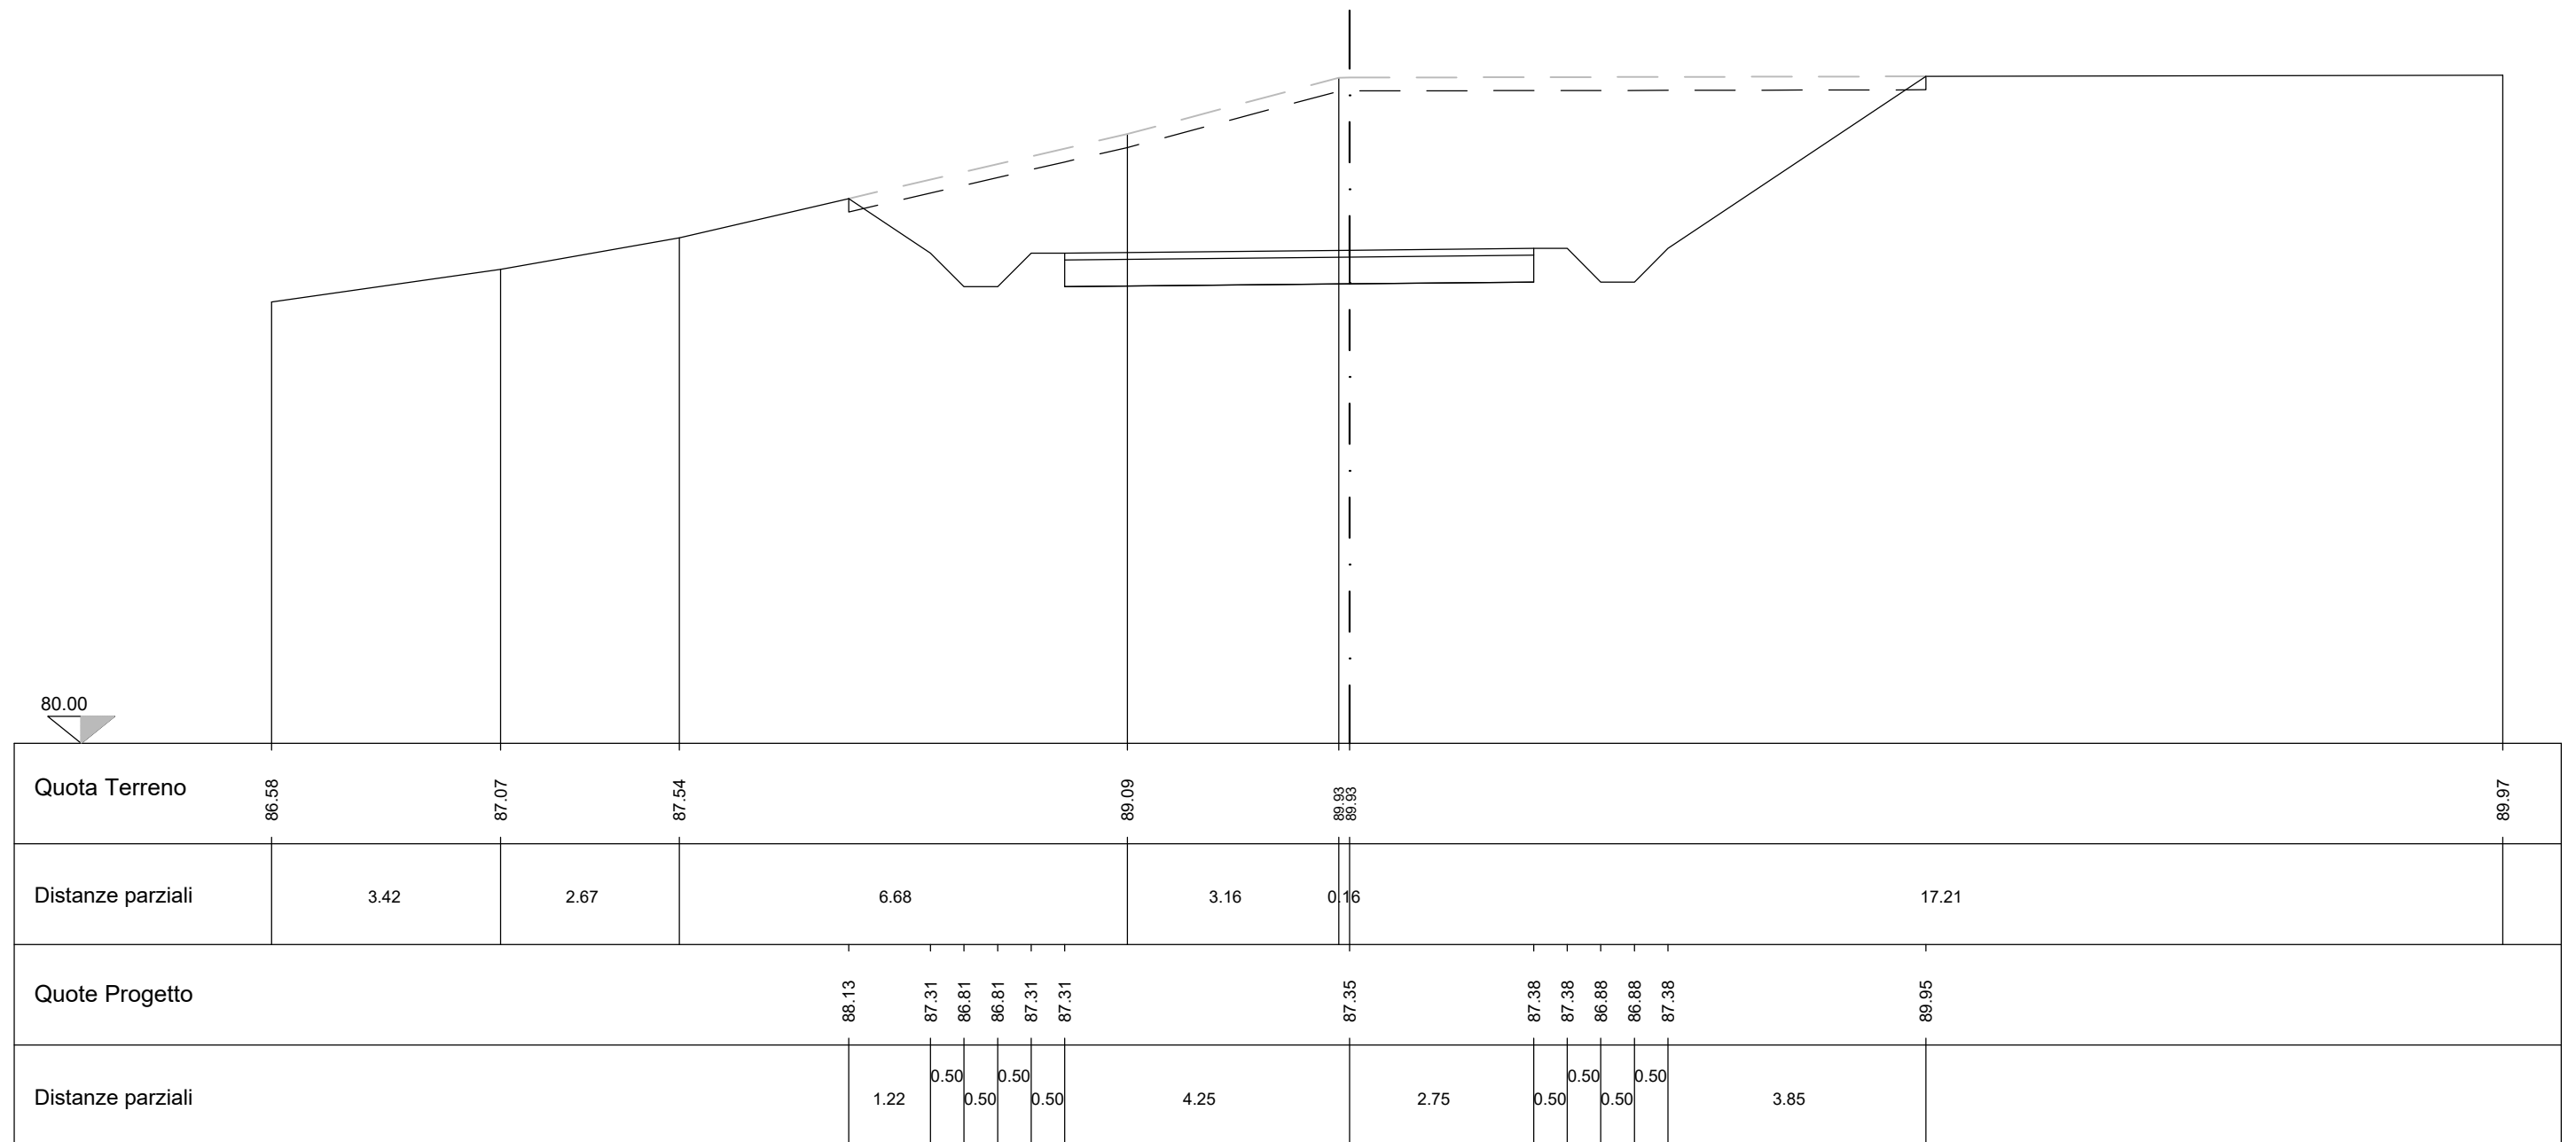 80.00
Quota Terreno
86.58 87.07 87.54 89.09 89.93 89.93 89.97
Distanze parziali
3.42 2.67 6.68 3.16 0.16 17.21
Quote Progetto
88.13 87.31 86.81 86.81 87.31 87.31 87.35 87.38 87.38 86.88 86.88 87.38 89.95
Distanze parziali
1.22 0.50 0.50 0.50 0.50 4.25 2.75 0.50 0.50 0.50 0.50 3.85